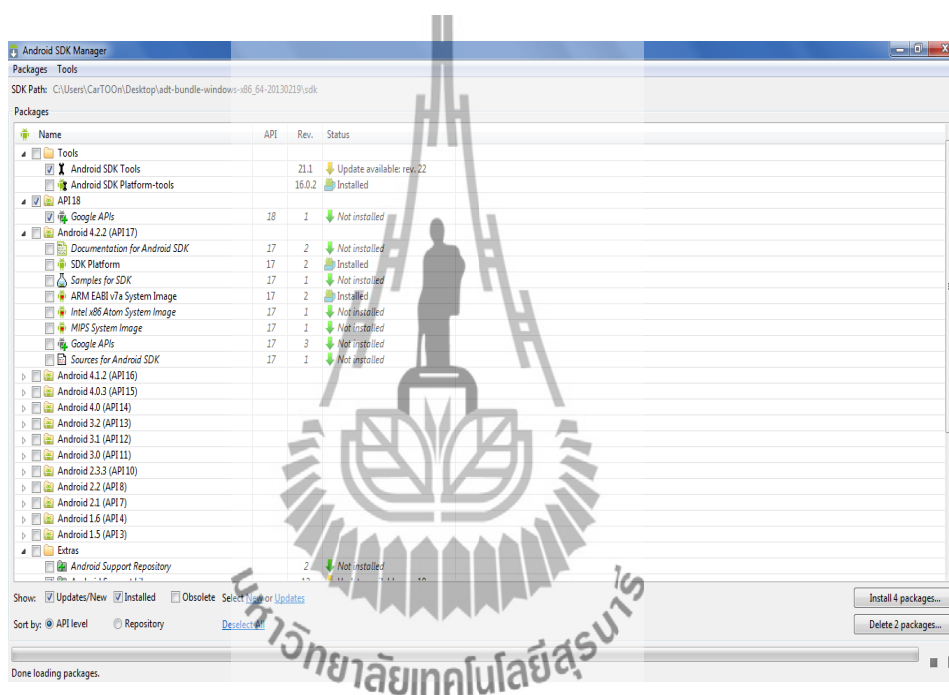 Android SDK Manager
Packages Tools
SDK Path: C:\Users\CarTOOn\Desktop\adt-bundle-windows-x86_64-20130219\sdk
Packages
Name API Rev. Status
Tools
Android SDK Tools 21.1 Update available: rev. 22
Android SDK Platform-tools 16.0.2 Installed
API 18
Google APIs 18 1 Not installed
Android 4.2.2 (API 17)
Documentation for Android SDK 17 2 Not installed
SDK Platform 17 2 Installed
Samples for SDK 17 1 Not installed
ARM EABI v7a System Image 17 2 Installed
Intel x86 Atom System Image 17 1 Not installed
MIPS System Image 17 1 Not installed
Google APIs 17 3 Not installed
Sources for Android SDK 17 1 Not installed
Android 4.1.2 (API 16)
Android 4.0.3 (API 15)
Android 4.0 (API 14)
Android 3.2 (API 13)
Android 3.1 (API 12)
Android 3.0 (API 11)
Android 2.3.3 (API 10)
Android 2.2 (API 8)
Android 2.1 (API 7)
Android 1.6 (API 4)
Android 1.5 (API 3)
Extras
Android Support Repository 2 Not installed
Show: Updates/New Installed Obsolete Select New or Updates Install 4 packages...
Sort by: API level Repository Deselect All Delete 2 packages...
Done loading packages.
มหาวิทยาลัยเทคโนโลยีสุรนารี